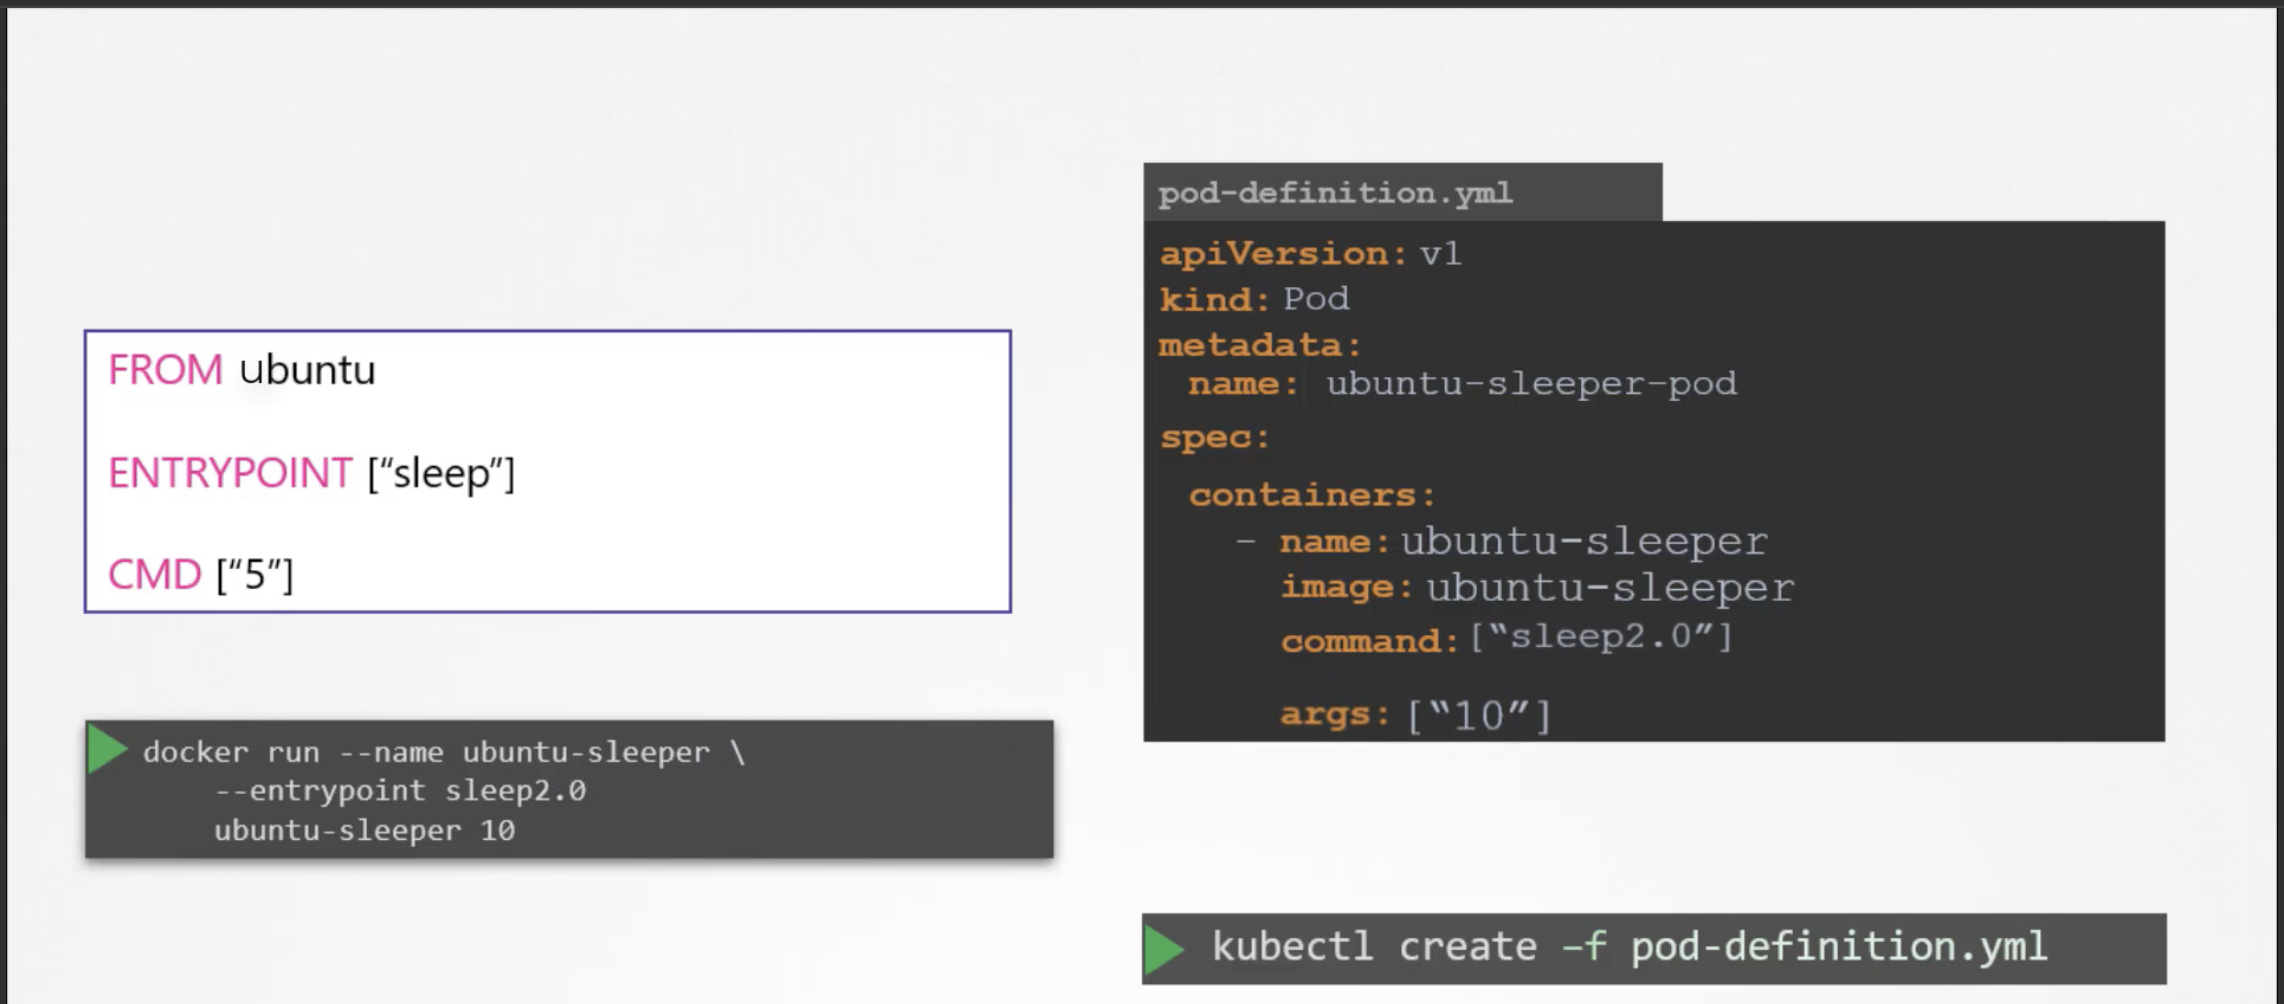 FROM ubuntu
ENTRYPOINT [“sleep”]
CMD [“5”]
docker run --name ubuntu-sleeper \
--entrypoint sleep2.0
ubuntu-sleeper 10
pod-definition.yml
apiVersion: v1
kind: Pod
metadata:
name: ubuntu-sleeper-pod
spec:
containers:
- name: ubuntu-sleeper
image: ubuntu-sleeper
command: [“sleep2.0”]
args: [“10”]
kubectl create –f pod-definition.yml